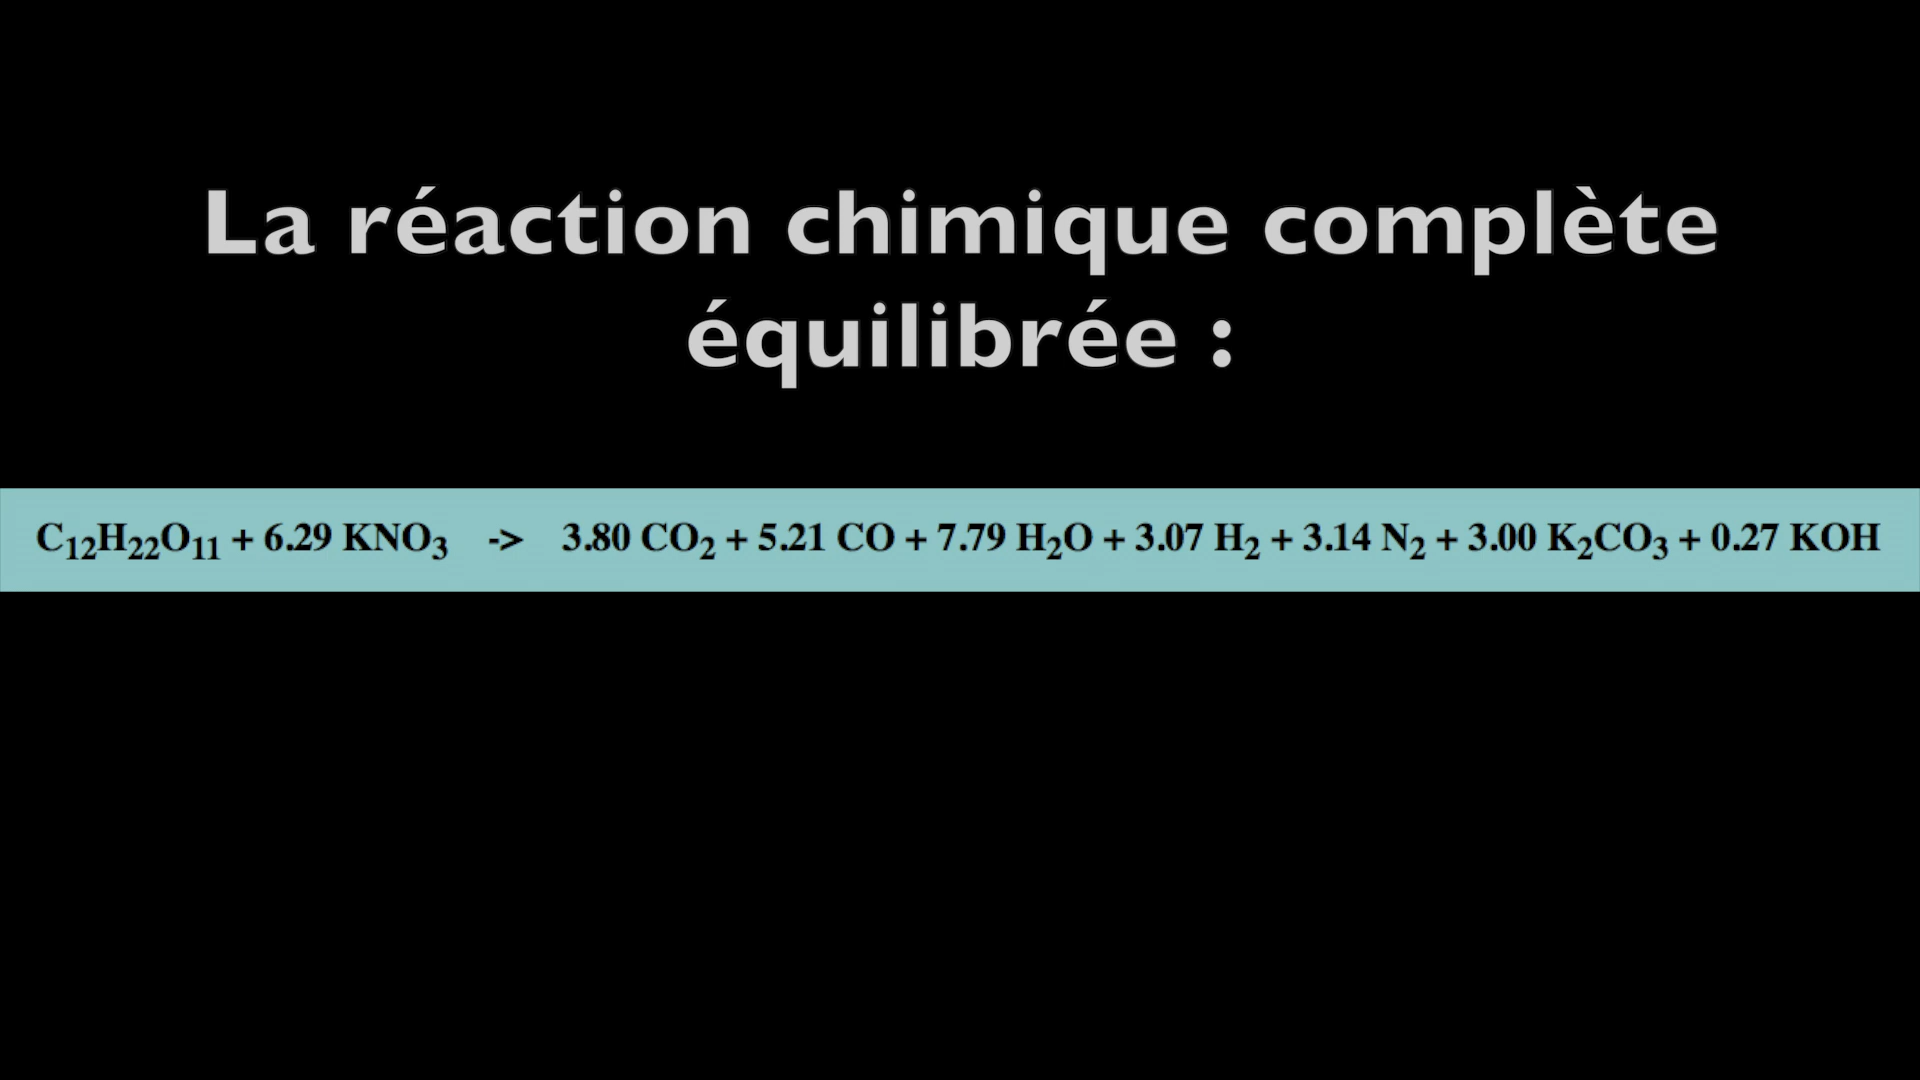 La réaction chimique complète
équilibrée :
C₁₂H₂₂O₁₁ + 6.29 KNO₃ -> 3.80 CO₂ + 5.21 CO + 7.79 H₂O + 3.07 H₂ + 3.14 N₂ + 3.00 K₂CO₃ + 0.27 KOH